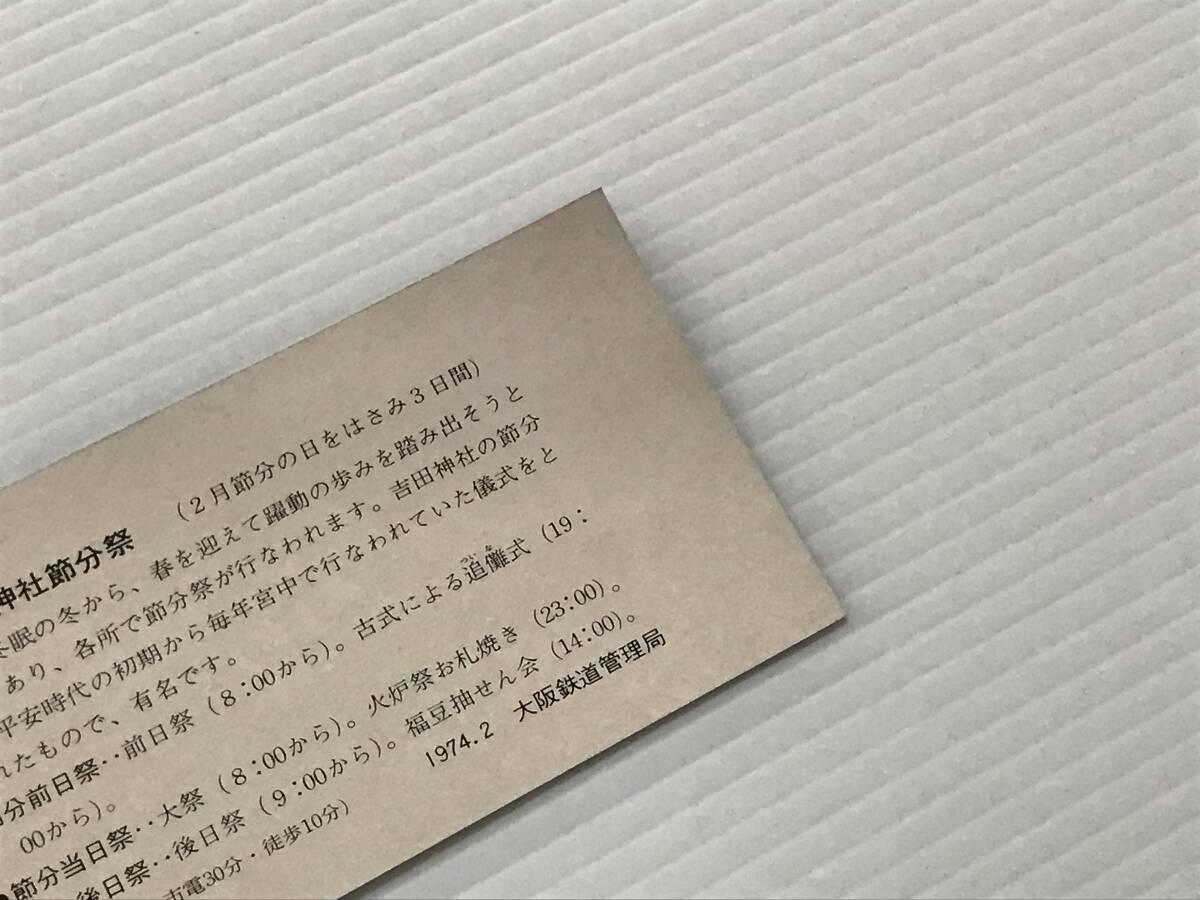 神社節分祭 (2月節分の日をはさみ3日間)
冬眠の冬から、春を迎えて躍動の歩みを踏み出そうと
あり、各所で節分祭が行なわれます。吉田神社の節分
平安時代の初期から毎年宮中で行なわれていた儀式をと
れたもので、有名です。
分前日祭‥前日祭(8:00から)。古式による追儺式(19:
ついな
00から)。
●節分当日祭‥大祭(8:00から)。火炉祭お札焼き(23:00)。
後日祭‥後日祭(9:00から)。福豆抽せん会(14:00)。
市電30分・徒歩10分)
1974.2 大阪鉄道管理局